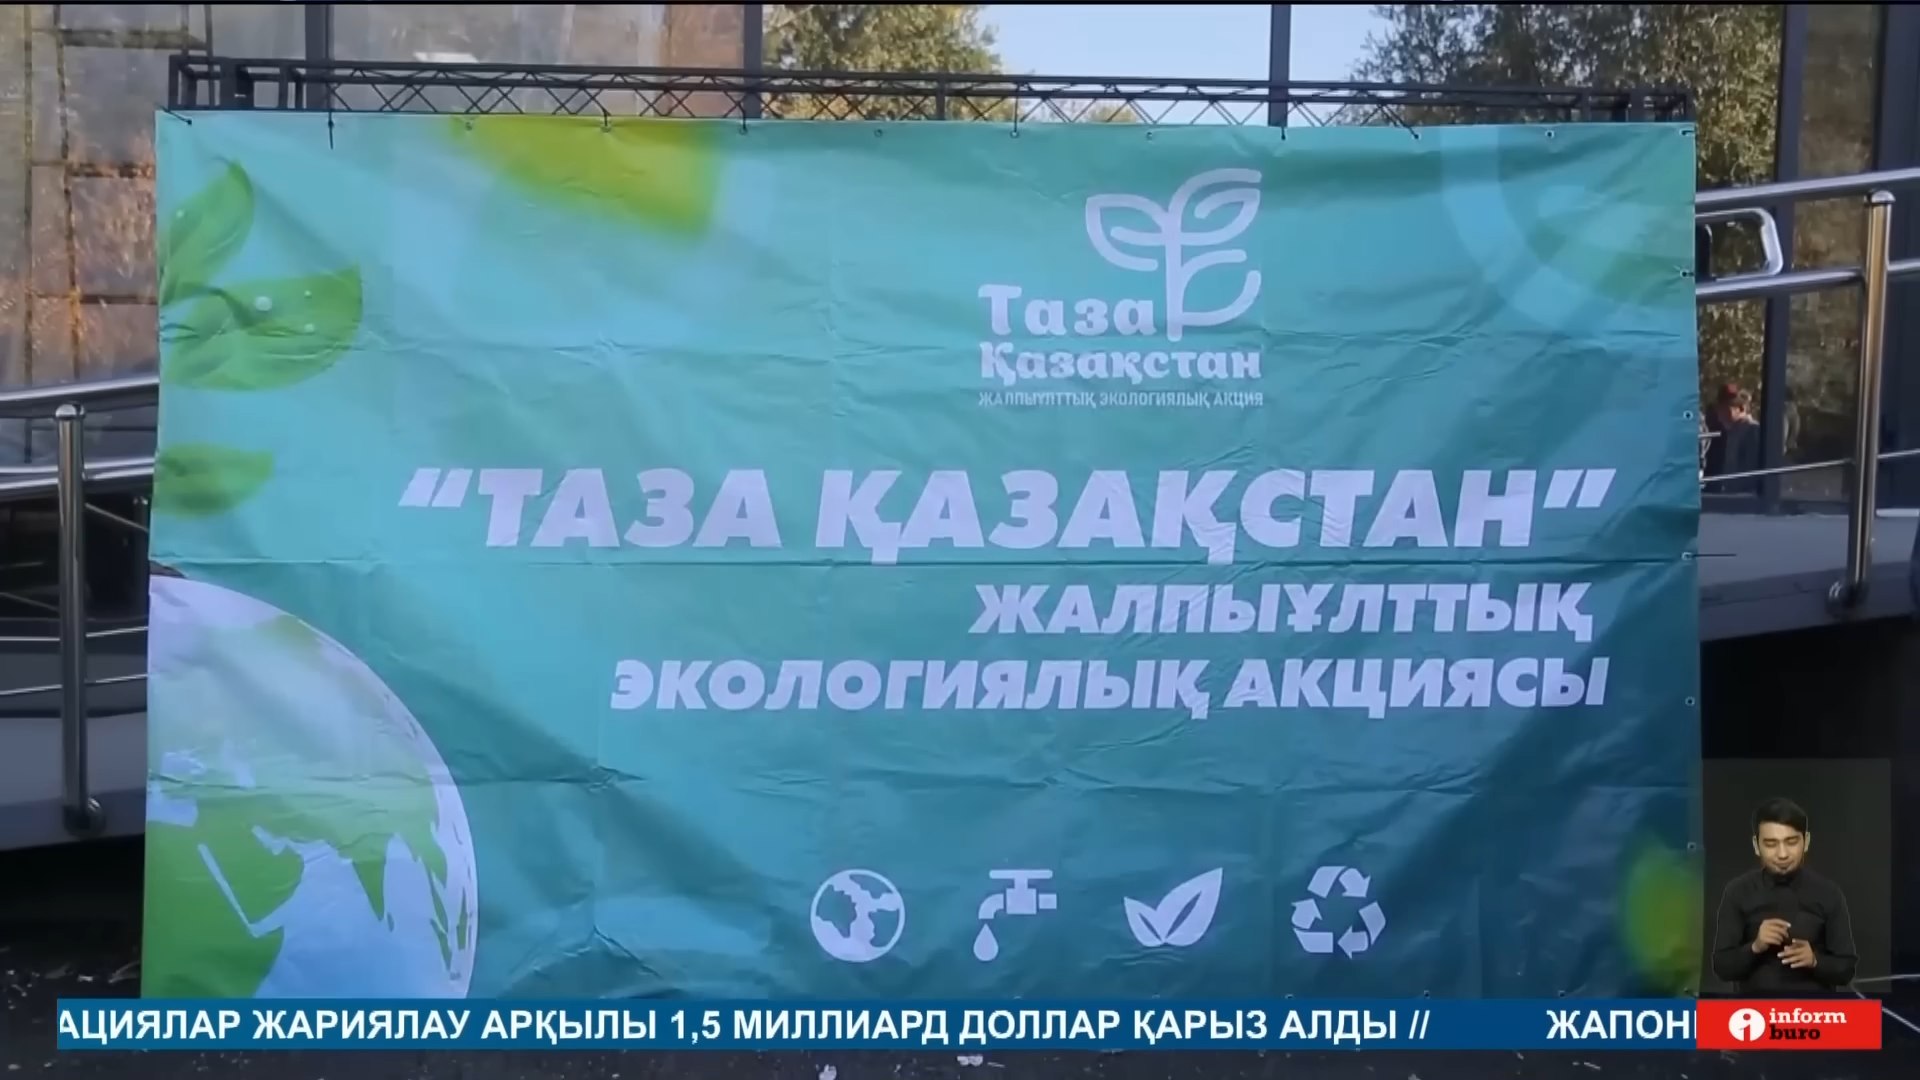 Таза
Қазақстан
ЖАЛПЫҰЛТТЫҚ ЭКОЛОГИЯЛЫҚ АКЦИЯ
“ТАЗА ҚАЗАҚСТАН”
ЖАЛПЫҰЛТТЫҚ
ЭКОЛОГИЯЛЫҚ АКЦИЯСЫ
АЦИЯЛАР ЖАРИЯЛАУ АРҚЫЛЫ 1,5 МИЛЛИАРД ДОЛЛАР ҚАРЫЗ АЛДЫ // ЖАПОН
inform
buro